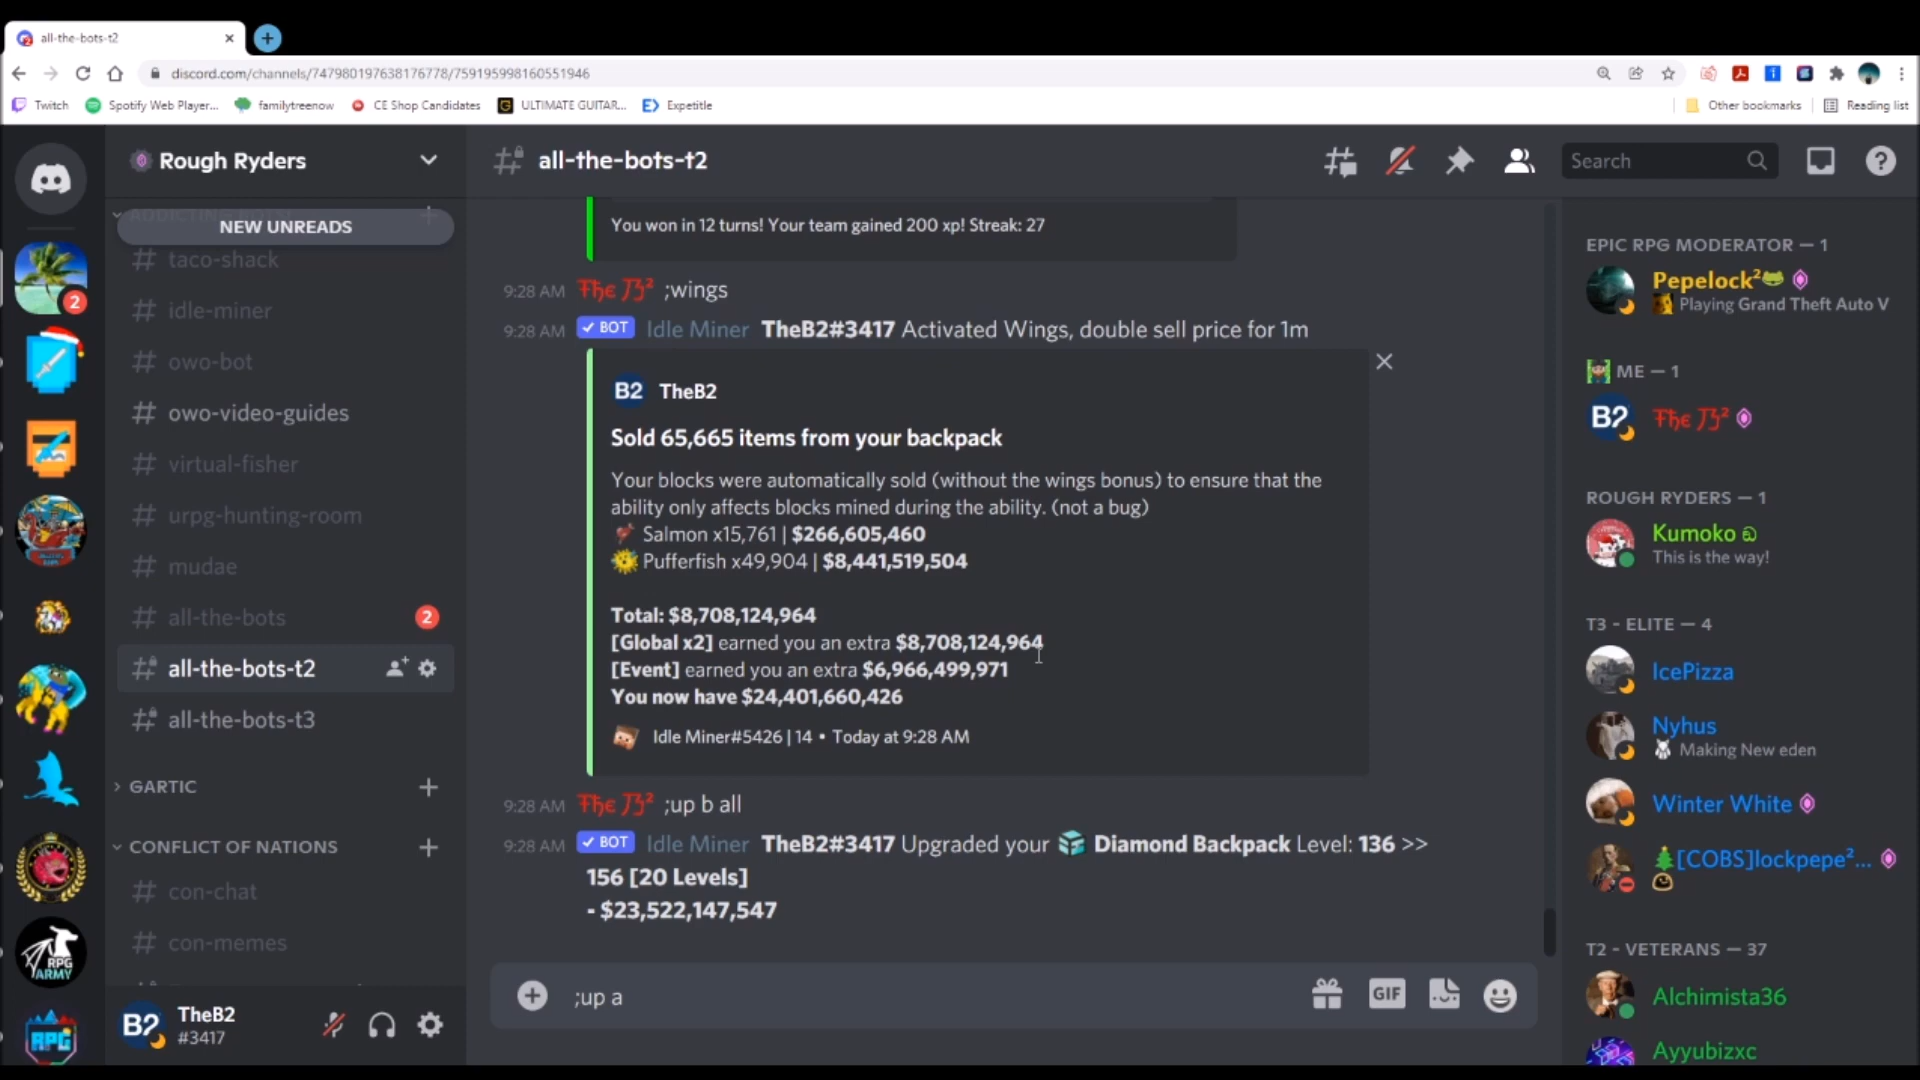 all-the-bots-t2
discord.com/channels/747980197638176778/759195998160551946
Twitch
Spotify Web Player...
familytreenow
CE Shop Candidates
ULTIMATE GUITAR...
Expetitle
Other bookmarks
Reading list
Rough Ryders
NEW UNREADS
# taco-shack
# idle-miner
# owo-bot
# owo-video-guides
# virtual-fisher
# urpg-hunting-room
# mudae
# all-the-bots 2
all-the-bots-t2
all-the-bots-t3
GARTIC
CONFLICT OF NATIONS
# con-chat
# con-memes
2
RPG ARMY
RPG
B2 TheB2
#3417
all-the-bots-t2
Search
You won in 12 turns! Your team gained 200 xp! Streak: 27
9:28 AM ;wings
9:28 AM BOT Idle Miner TheB2#3417 Activated Wings, double sell price for 1m
B2 TheB2
Sold 65,665 items from your backpack
Your blocks were automatically sold (without the wings bonus) to ensure that the
ability only affects blocks mined during the ability. (not a bug)
Salmon x15,761 | $266,605,460
Pufferfish x49,904 | $8,441,519,504
Total: $8,708,124,964
[Global x2] earned you an extra $8,708,124,964
[Event] earned you an extra $6,966,499,971
You now have $24,401,660,426
Idle Miner#5426 | 14 • Today at 9:28 AM
9:28 AM ;up b all
9:28 AM BOT Idle Miner TheB2#3417 Upgraded your Diamond Backpack Level: 136 >>
156 [20 Levels]
- $23,522,147,547
;up a
GIF
EPIC RPG MODERATOR — 1
Pepelock²
Playing Grand Theft Auto V
ME — 1
B2
ROUGH RYDERS — 1
Kumoko
This is the way!
T3 - ELITE — 4
IcePizza
Nyhus
Making New eden
Winter White
[COBS]lockpepe²...
T2 - VETERANS — 37
Alchimista36
Ayyubizxc